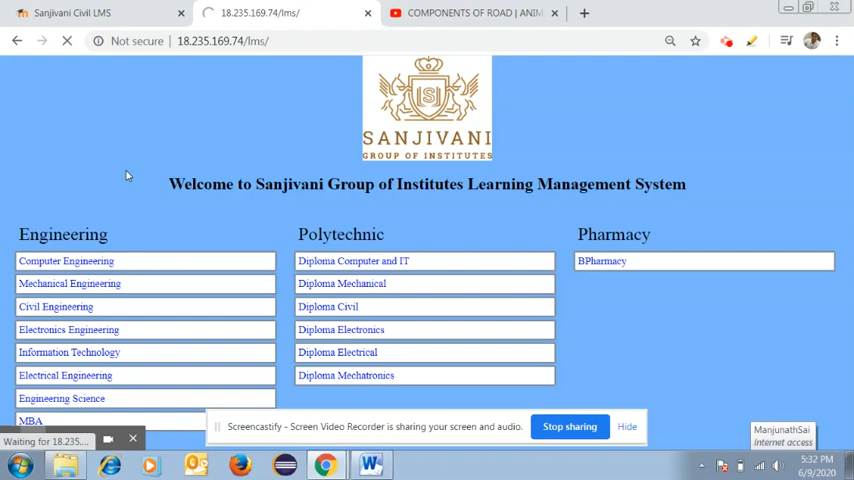 Sanjivani Civil LMS
18.235.169.74/lms/
COMPONENTS OF ROAD | ANIM
Not secure | 18.235.169.74/lms/
S
SANJIVANI
GROUP OF INSTITUTES
Welcome to Sanjivani Group of Institutes Learning Management System
Engineering
Computer Engineering
Mechanical Engineering
Civil Engineering
Electronics Engineering
Information Technology
Electrical Engineering
Engineering Science
MBA
Polytechnic
Diploma Computer and IT
Diploma Mechanical
Diploma Civil
Diploma Electronics
Diploma Electrical
Diploma Mechatronics
Pharmacy
BPharmacy
Screencastify - Screen Video Recorder is sharing your screen and audio.
Stop sharing
Hide
Waiting for 18.235....
ManjunathSai
Internet access
5:32 PM
6/9/2020